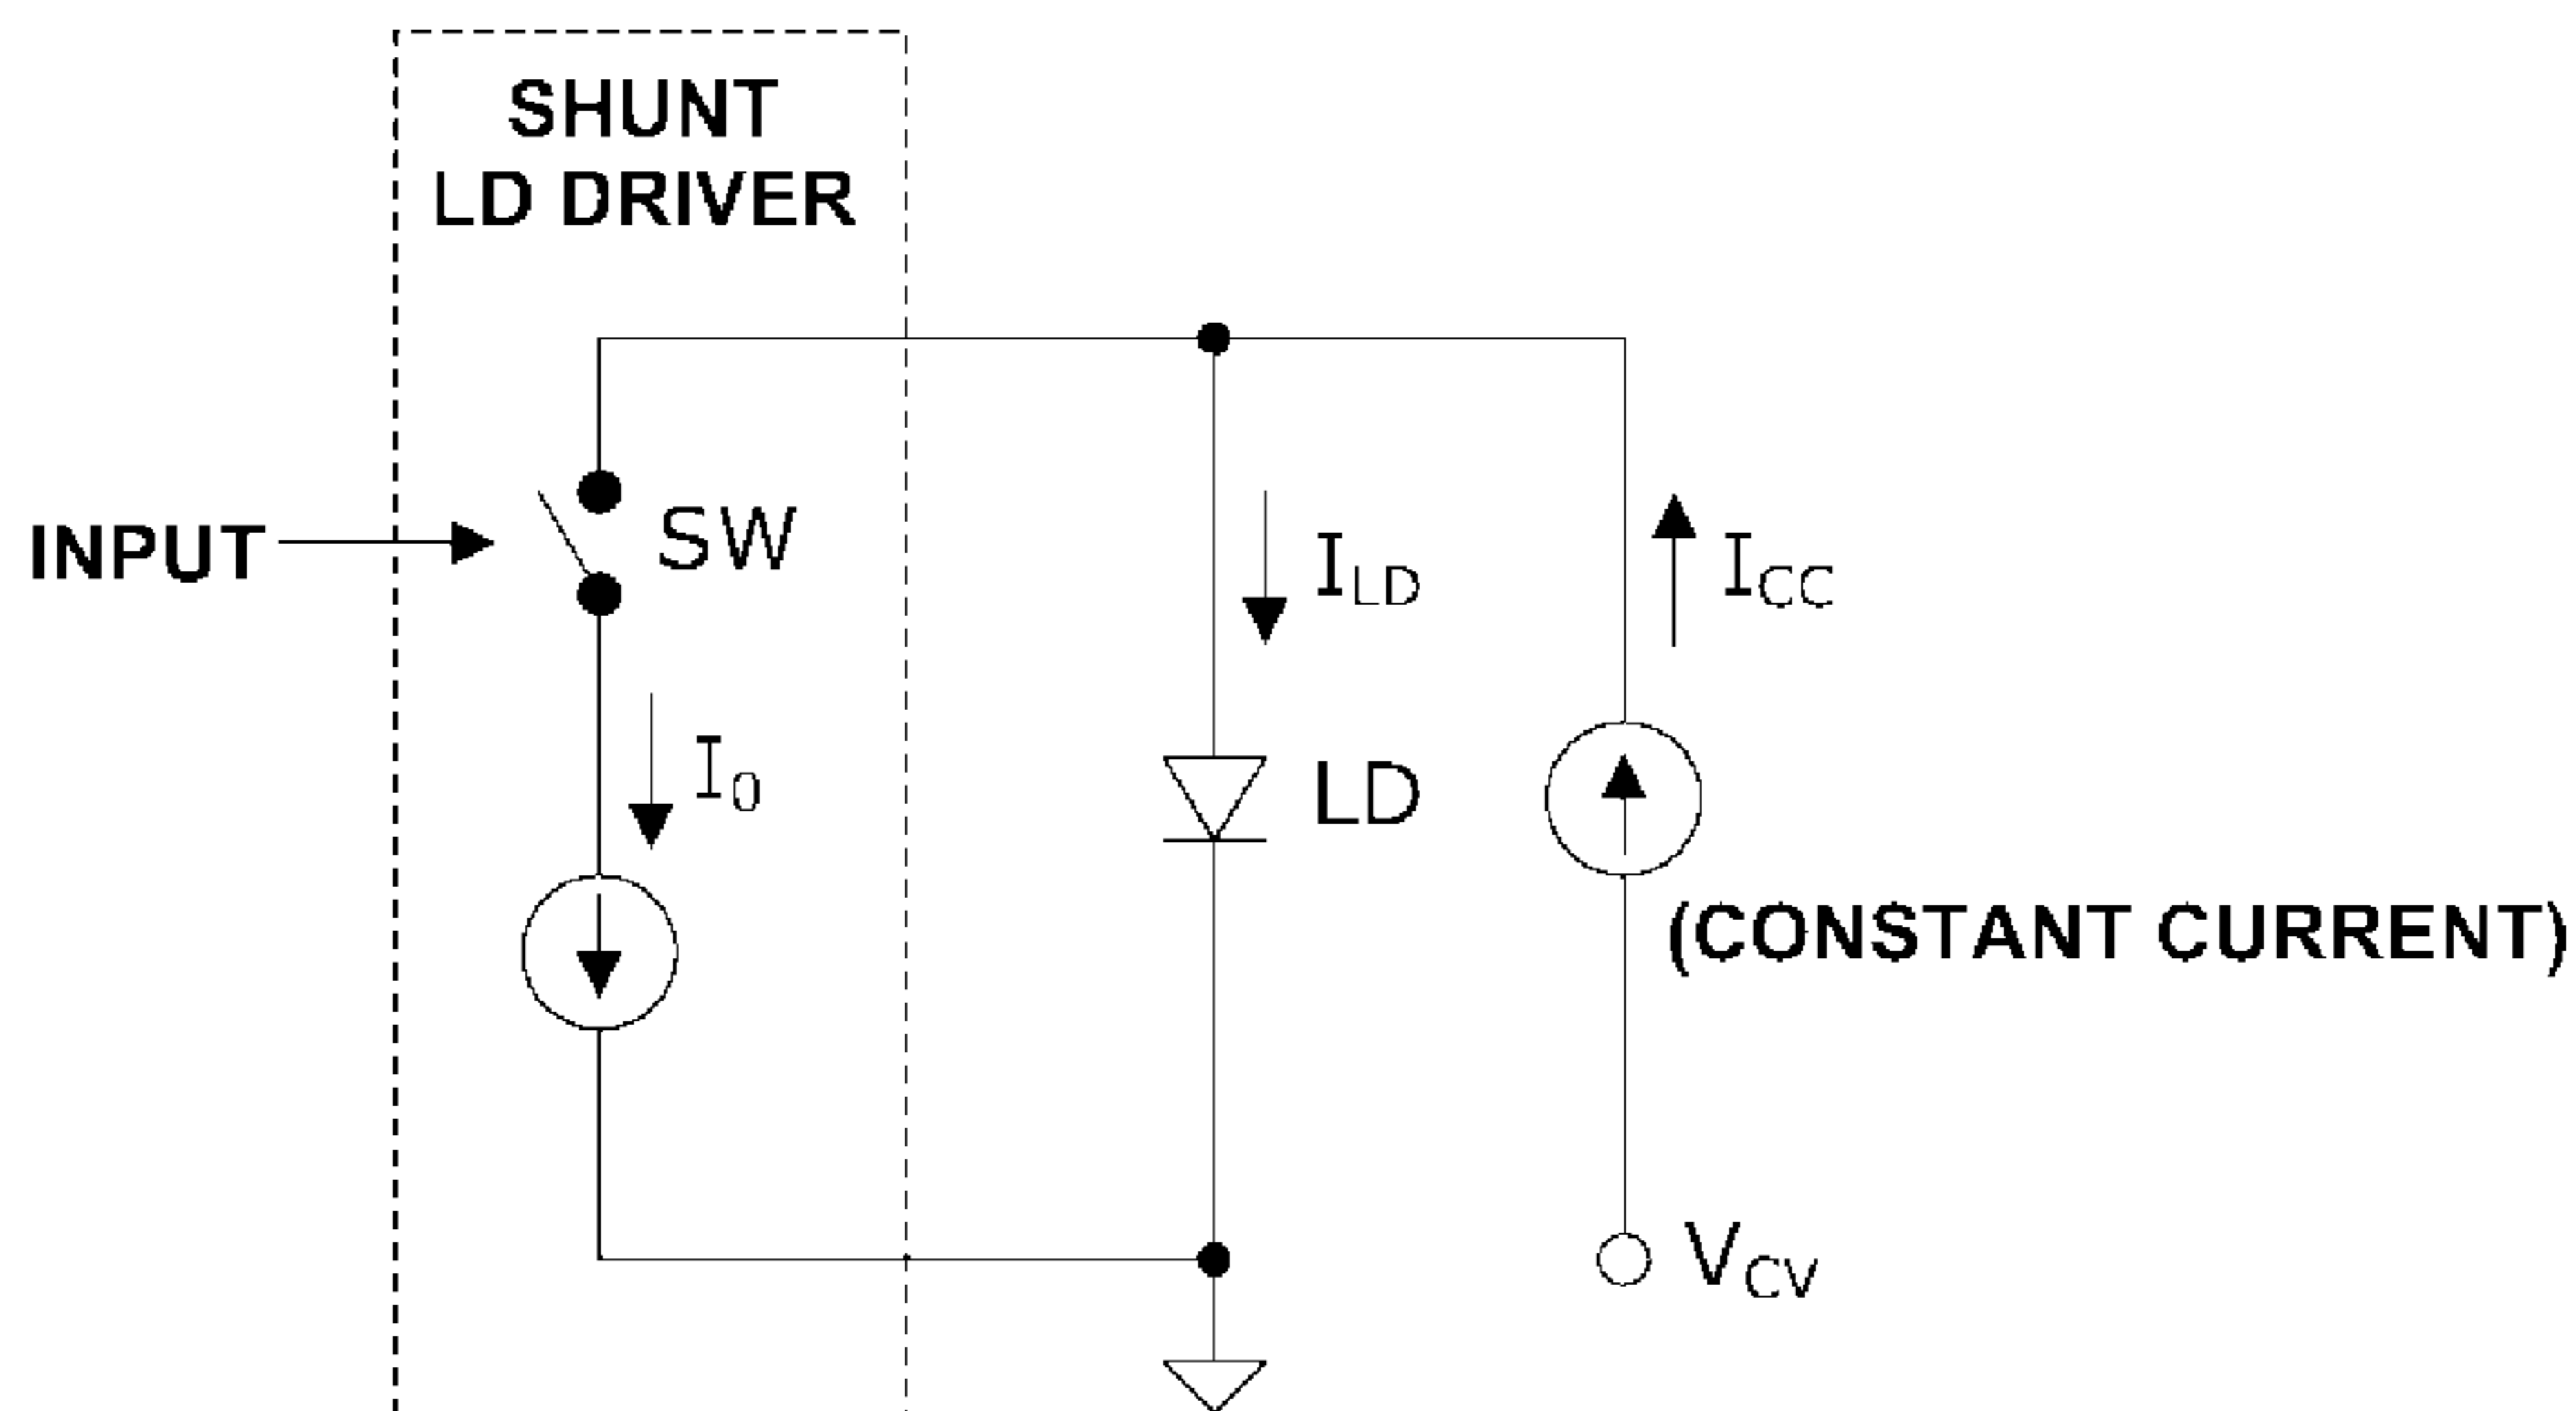 SHUNT
LD DRIVER
INPUT
SW
I_LD
I_CC
I_0
LD
(CONSTANT CURRENT)
V_CV